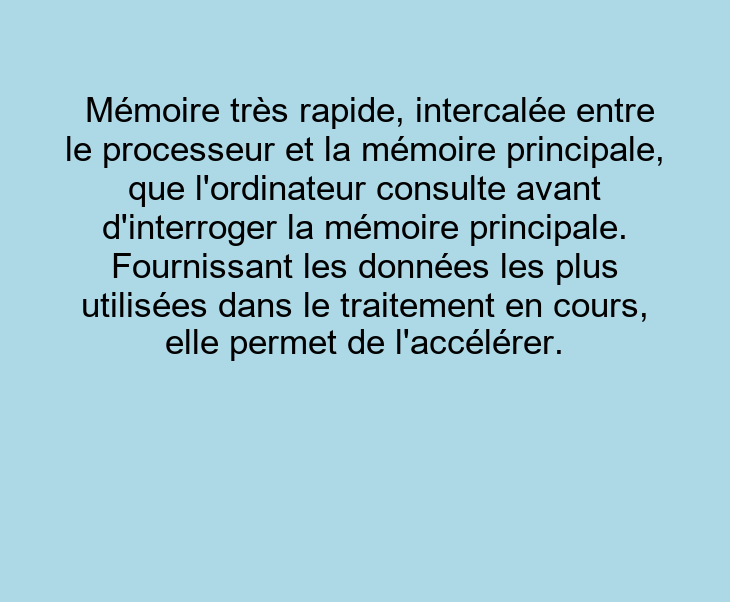 Mémoire très rapide, intercalée entre
le processeur et la mémoire principale,
que l'ordinateur consulte avant
d'interroger la mémoire principale.
Fournissant les données les plus
utilisées dans le traitement en cours,
elle permet de l'accélérer.